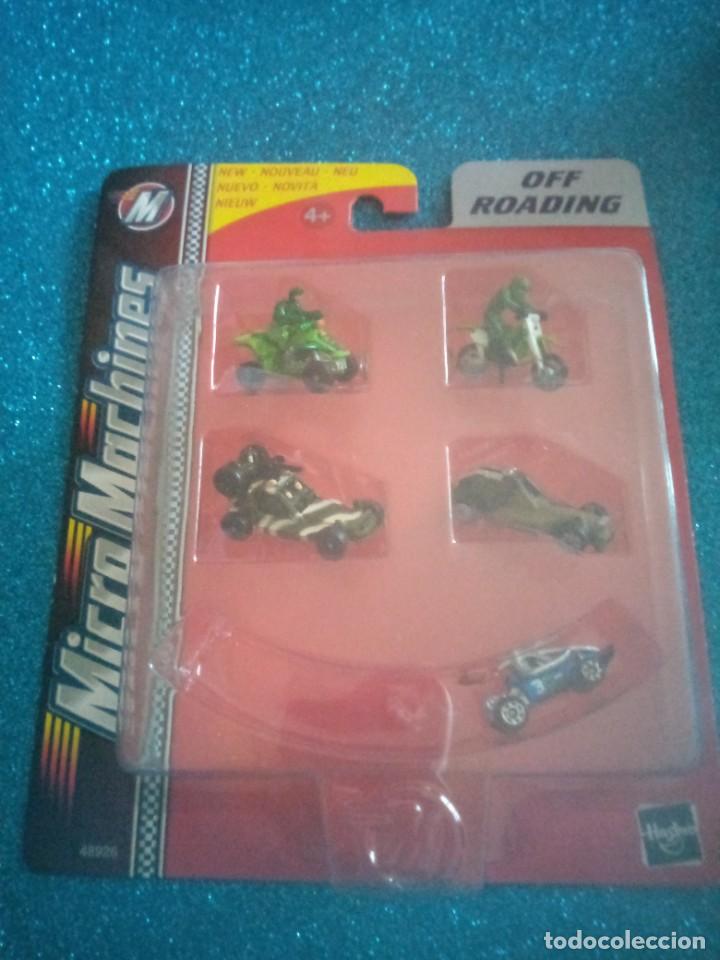 M
NEW - NOUVEAU - NEU
NUEVO - NOVITÀ
NIEUW
4+
OFF
ROADING
Micro Machines
48926
Hasbro
todocoleccion